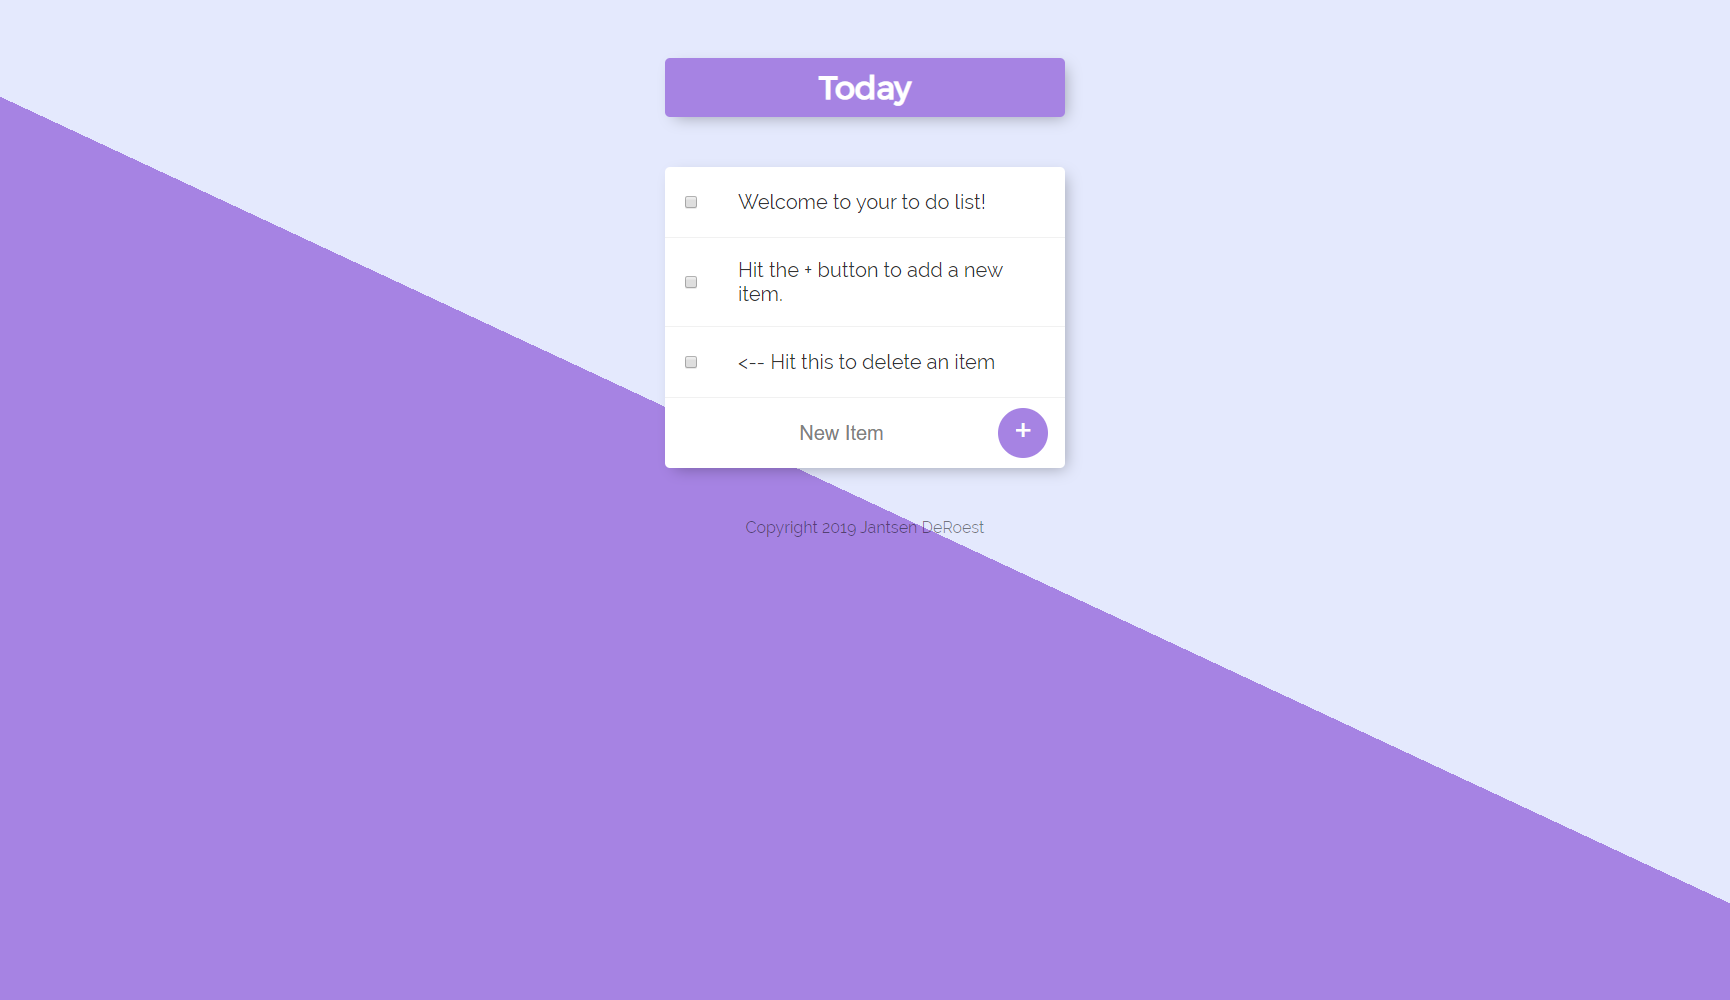 Today
Welcome to your to do list!
Hit the + button to add a new
item.
<-- Hit this to delete an item
New Item
+
Copyright 2019 Jantsen DeRoest